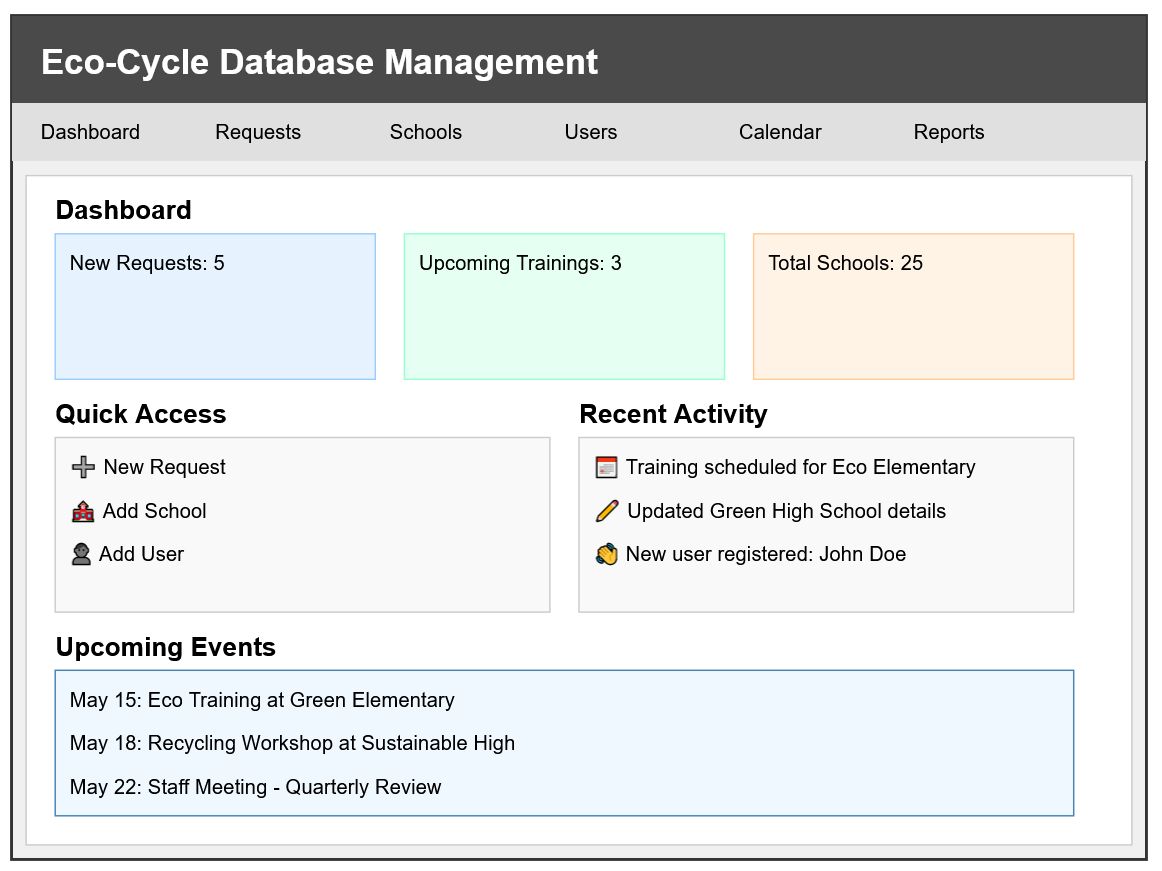 Eco-Cycle Database Management
Dashboard Requests Schools Users Calendar Reports
Dashboard
New Requests: 5
Upcoming Trainings: 3
Total Schools: 25
Quick Access
New Request
Add School
Add User
Recent Activity
Training scheduled for Eco Elementary
Updated Green High School details
New user registered: John Doe
Upcoming Events
May 15: Eco Training at Green Elementary
May 18: Recycling Workshop at Sustainable High
May 22: Staff Meeting - Quarterly Review